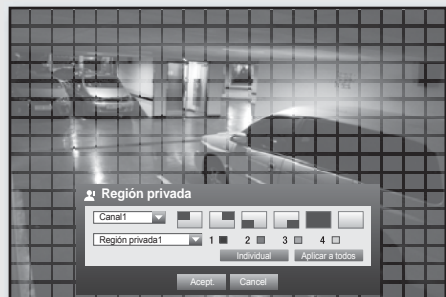 Región privada
Canal1
Región privada1 1 2 3 4
Individual Aplicar a todos
Acept. Cancel